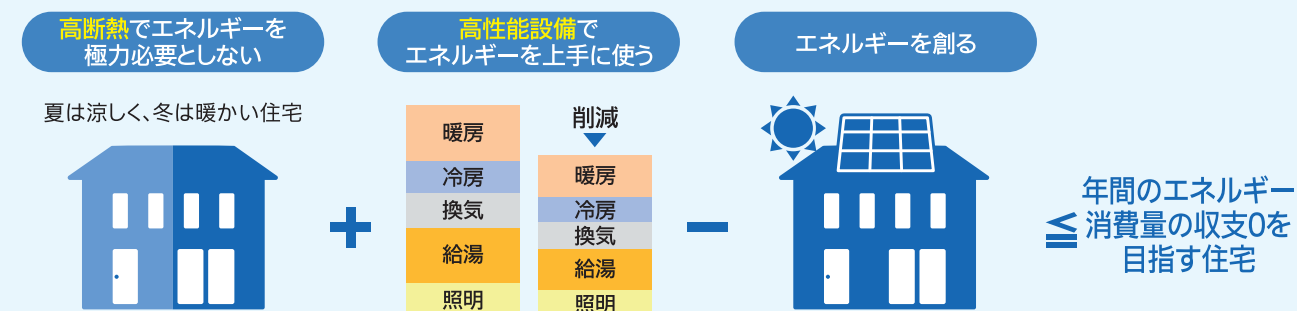 高断熱でエネルギーを
極力必要としない
夏は涼しく、冬は暖かい住宅
+
高性能設備で
エネルギーを上手に使う
暖房
冷房
換気
給湯
照明
削減
暖房
冷房
換気
給湯
照明
−
エネルギーを創る
≦
年間のエネルギー
消費量の収支0を
目指す住宅